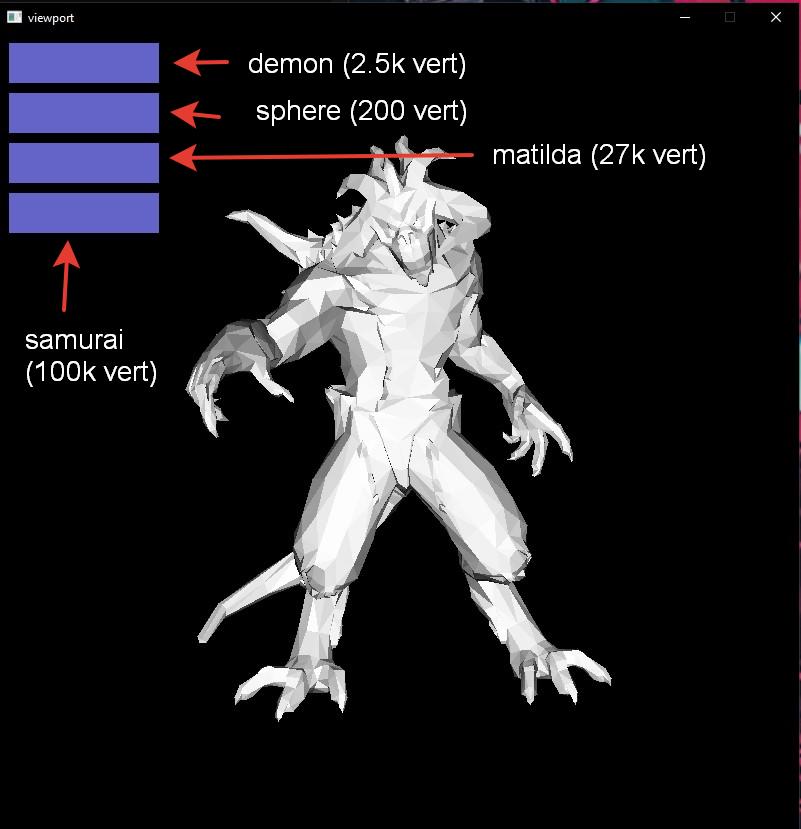 viewport
demon (2.5k vert)
sphere (200 vert)
matilda (27k vert)
samurai
(100k vert)